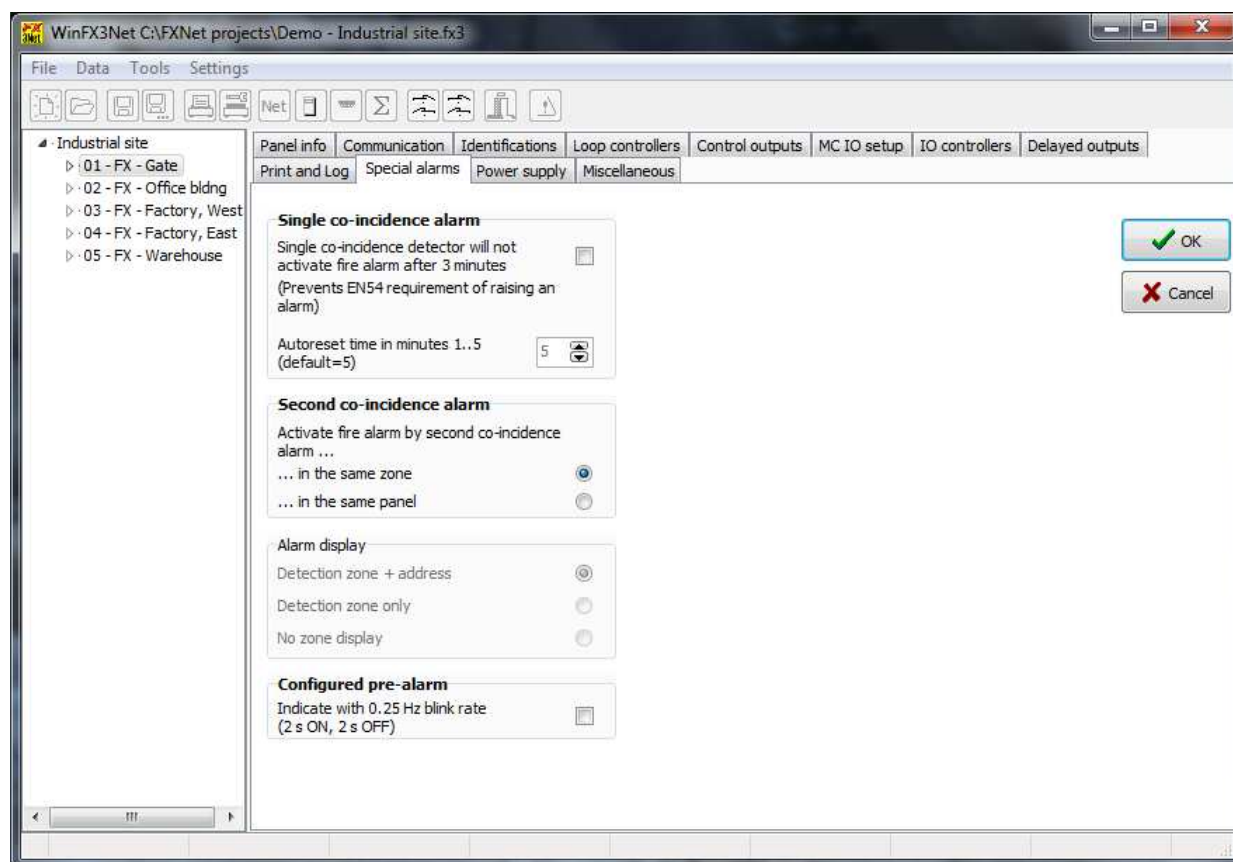 WinFX3Net C:\FXNet projects\Demo - Industrial site.fx3
File Data Tools Settings
Net Σ
Industrial site
01 - FX - Gate
02 - FX - Office bldng
03 - FX - Factory, West
04 - FX - Factory, East
05 - FX - Warehouse
Panel info Communication Identifications Loop controllers Control outputs MC IO setup IO controllers Delayed outputs
Print and Log Special alarms Power supply Miscellaneous
Single co-incidence alarm
Single co-incidence detector will not
activate fire alarm after 3 minutes
(Prevents EN54 requirement of raising an
alarm)
Autoreset time in minutes 1..5
(default=5)
5
Second co-incidence alarm
Activate fire alarm by second co-incidence
alarm ...
... in the same zone
... in the same panel
Alarm display
Detection zone + address
Detection zone only
No zone display
Configured pre-alarm
Indicate with 0.25 Hz blink rate
(2 s ON, 2 s OFF)
OK
Cancel